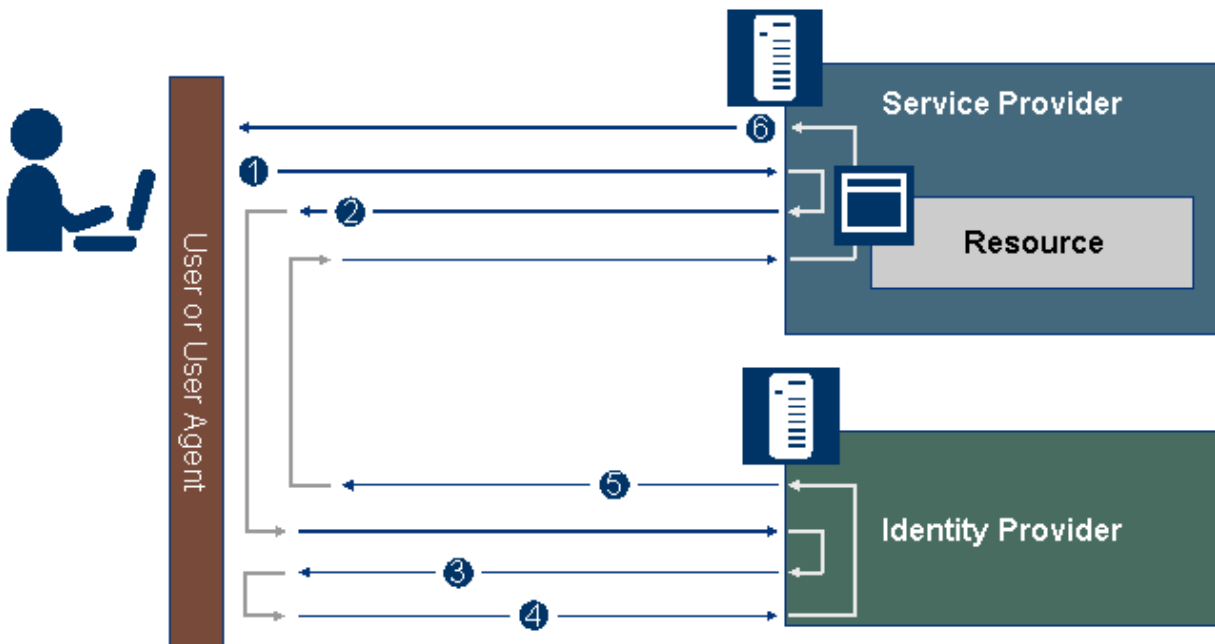 6
Service Provider
1
2
Resource
User or User Agent
5
Identity Provider
3
4